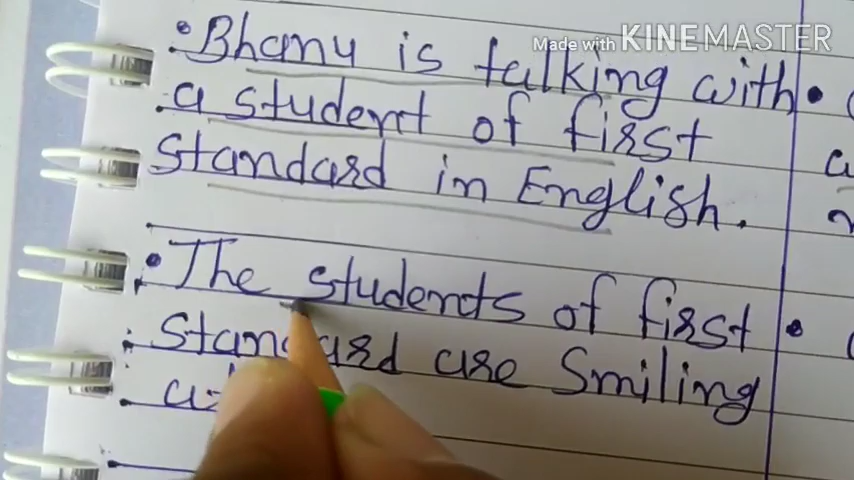 Made with KINEMASTER
• Bhanu is talking with
a student of first
standard in English.
• The students of first
standard are Smiling